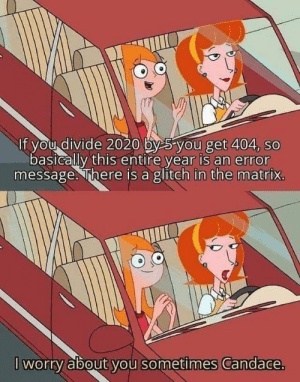 If you divide 2020 by 5 you get 404, so
basically this entire year is an error
message. There is a glitch in the matrix.
I worry about you sometimes Candace.